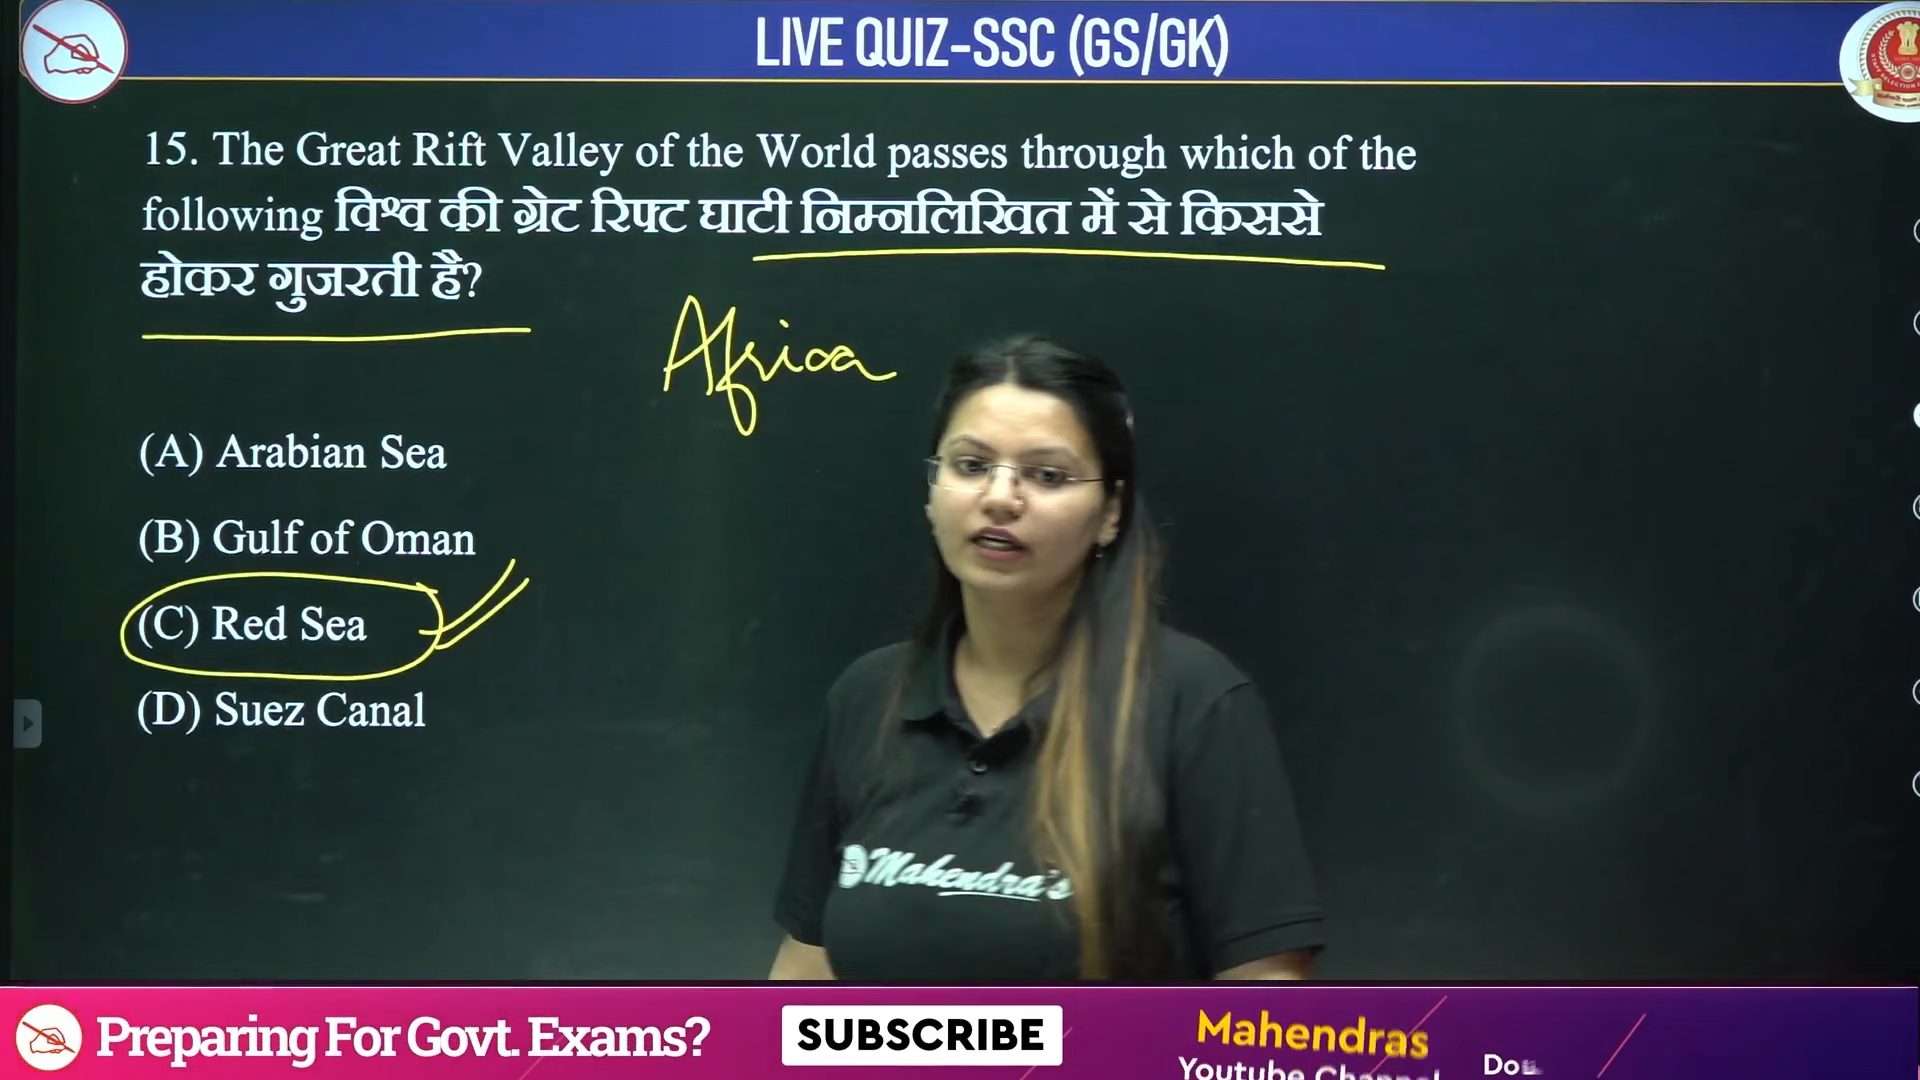 LIVE QUIZ-SSC (GS/GK)
15. The Great Rift Valley of the World passes through which of the
following विश्व की ग्रेट रिफ्ट घाटी निम्नलिखित में से किससे
होकर गुजरती है?
Africa
(A) Arabian Sea
(B) Gulf of Oman
(C) Red Sea
(D) Suez Canal
Mahendra's
Preparing For Govt. Exams?
SUBSCRIBE
Mahendras
Youtube Channel